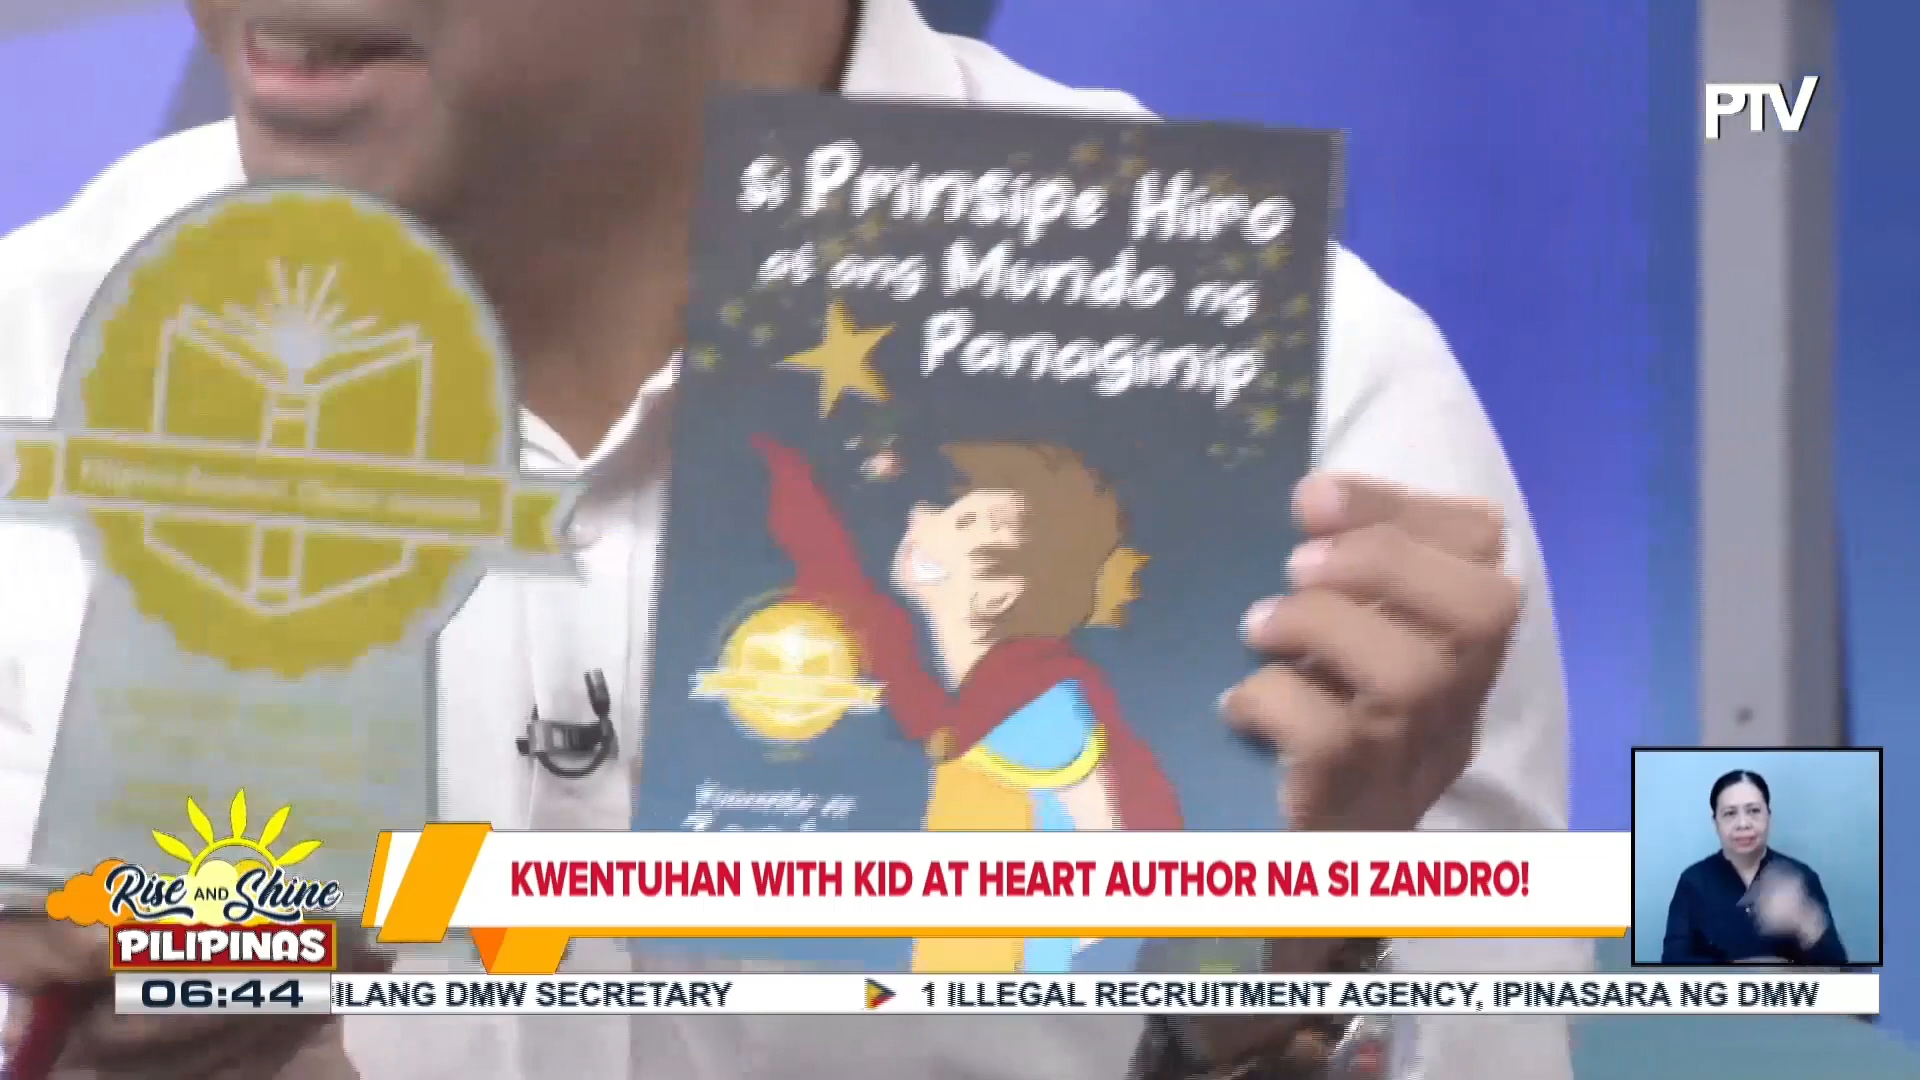 PTV
Si Prinsipe Hiro
at ang Mundo ng
Panaginip
KWENTUHAN WITH KID AT HEART AUTHOR NA SI ZANDRO!
Rise AND Shine
PILIPINAS
06:44
ILANG DMW SECRETARY 1 ILLEGAL RECRUITMENT AGENCY, IPINASARA NG DMW